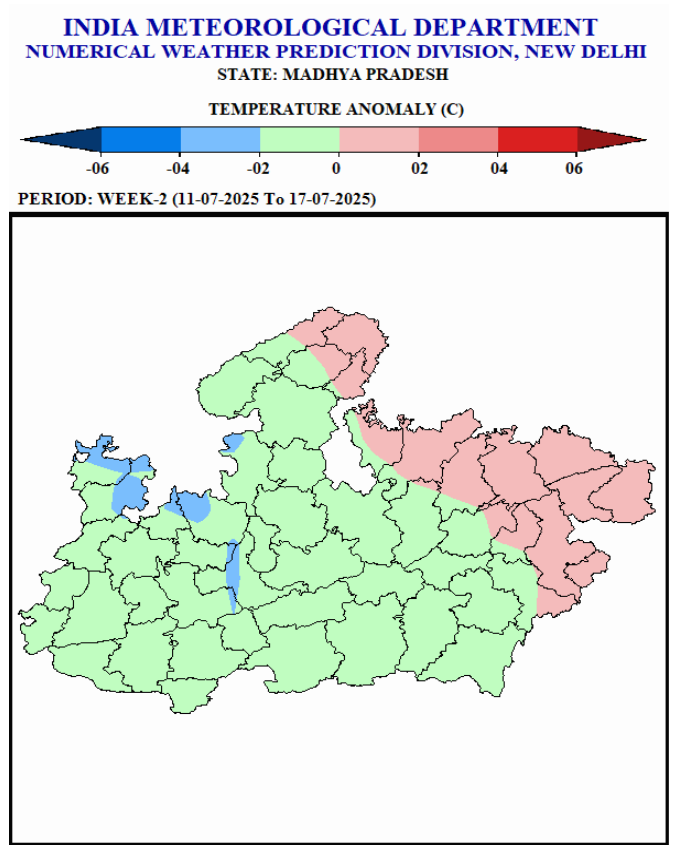 INDIA METEOROLOGICAL DEPARTMENT
NUMERICAL WEATHER PREDICTION DIVISION, NEW DELHI
STATE: MADHYA PRADESH
TEMPERATURE ANOMALY (C)
-06 -04 -02 0 02 04 06
PERIOD: WEEK-2 (11-07-2025 To 17-07-2025)